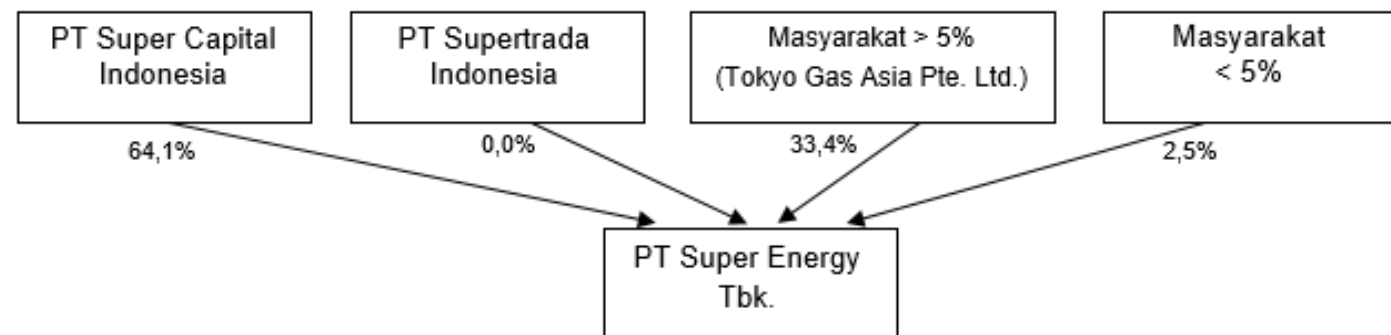 PT Super Capital
Indonesia
PT Supertrada
Indonesia
Masyarakat > 5%
(Tokyo Gas Asia Pte. Ltd.)
Masyarakat
< 5%
64,1%
0,0%
33,4%
2,5%
PT Super Energy
Tbk.